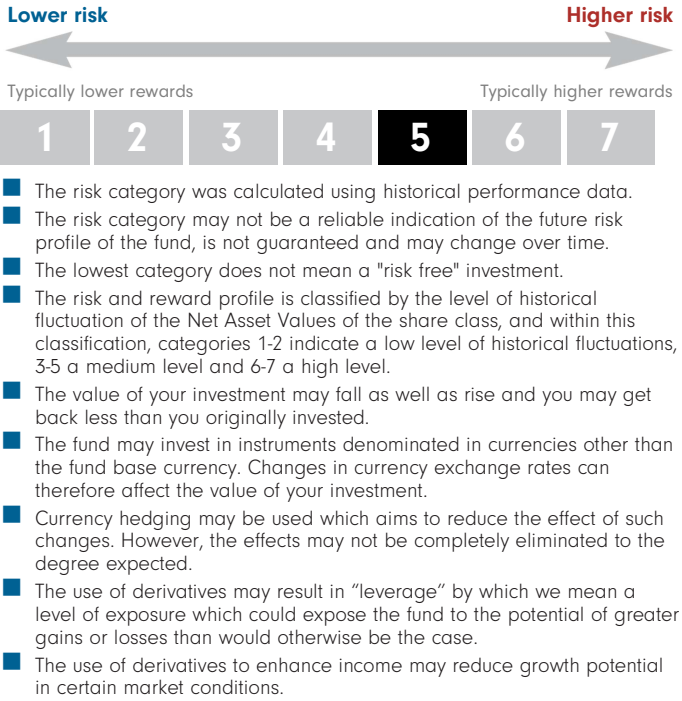 Lower risk Higher risk
Typically lower rewards Typically higher rewards
1 2 3 4 5 6 7
The risk category was calculated using historical performance data.
The risk category may not be a reliable indication of the future risk
profile of the fund, is not guaranteed and may change over time.
The lowest category does not mean a "risk free" investment.
The risk and reward profile is classified by the level of historical
fluctuation of the Net Asset Values of the share class, and within this
classification, categories 1-2 indicate a low level of historical fluctuations,
3-5 a medium level and 6-7 a high level.
The value of your investment may fall as well as rise and you may get
back less than you originally invested.
The fund may invest in instruments denominated in currencies other than
the fund base currency. Changes in currency exchange rates can
therefore affect the value of your investment.
Currency hedging may be used which aims to reduce the effect of such
changes. However, the effects may not be completely eliminated to the
degree expected.
The use of derivatives may result in “leverage” by which we mean a
level of exposure which could expose the fund to the potential of greater
gains or losses than would otherwise be the case.
The use of derivatives to enhance income may reduce growth potential
in certain market conditions.